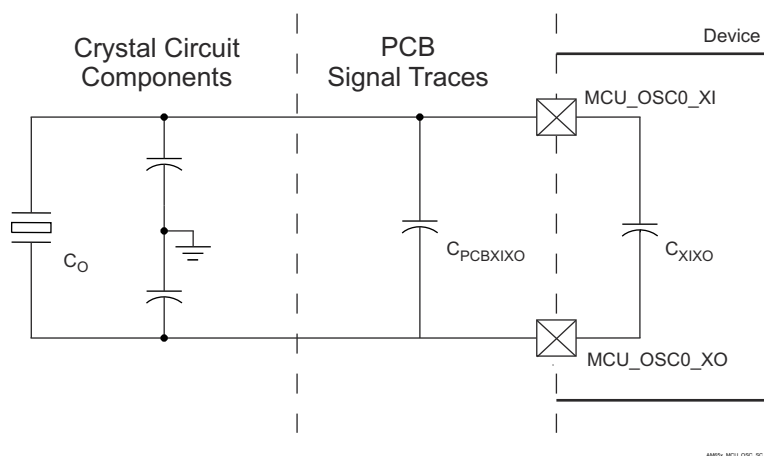 Crystal Circuit
Components
PCB
Signal Traces
Device
MCU_OSC0_XI
C_O
C_PCBXIXO
C_XIXO
MCU_OSC0_XO